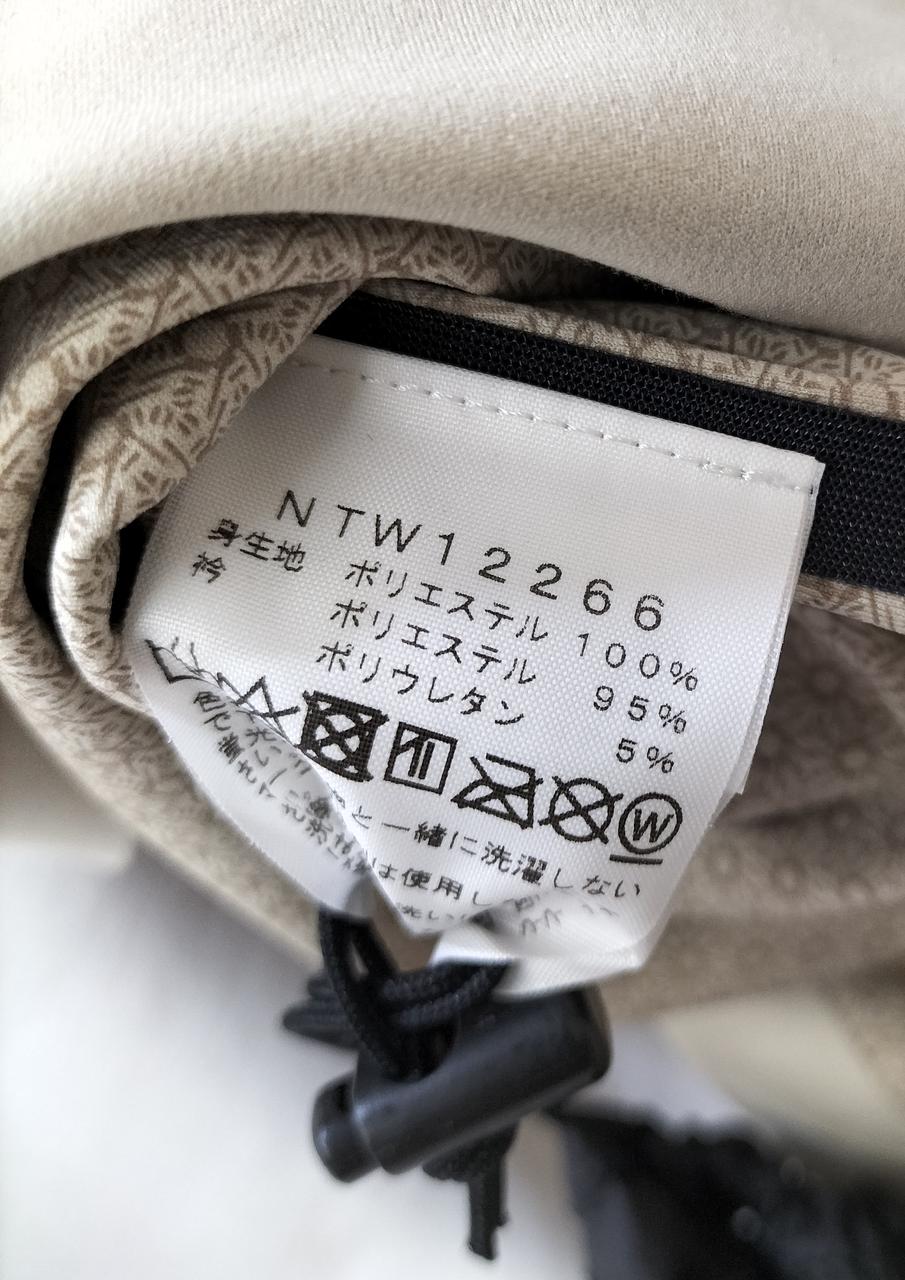 NTW12266
身生地 ポリエステル 100%
衿 ポリエステル 95%
ポリウレタン 5%
W
と一緒に洗濯しない
は使用し